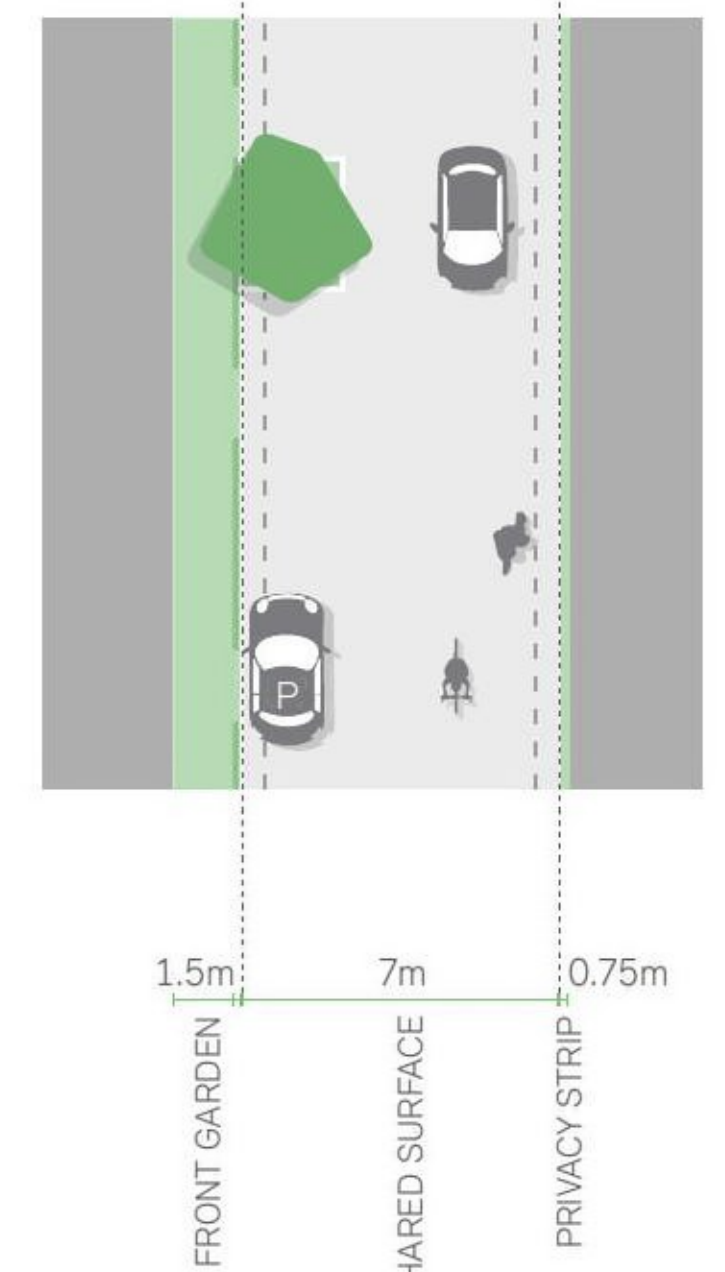 P
1.5m
7m
0.75m
FRONT GARDEN
HARED SURFACE
PRIVACY STRIP